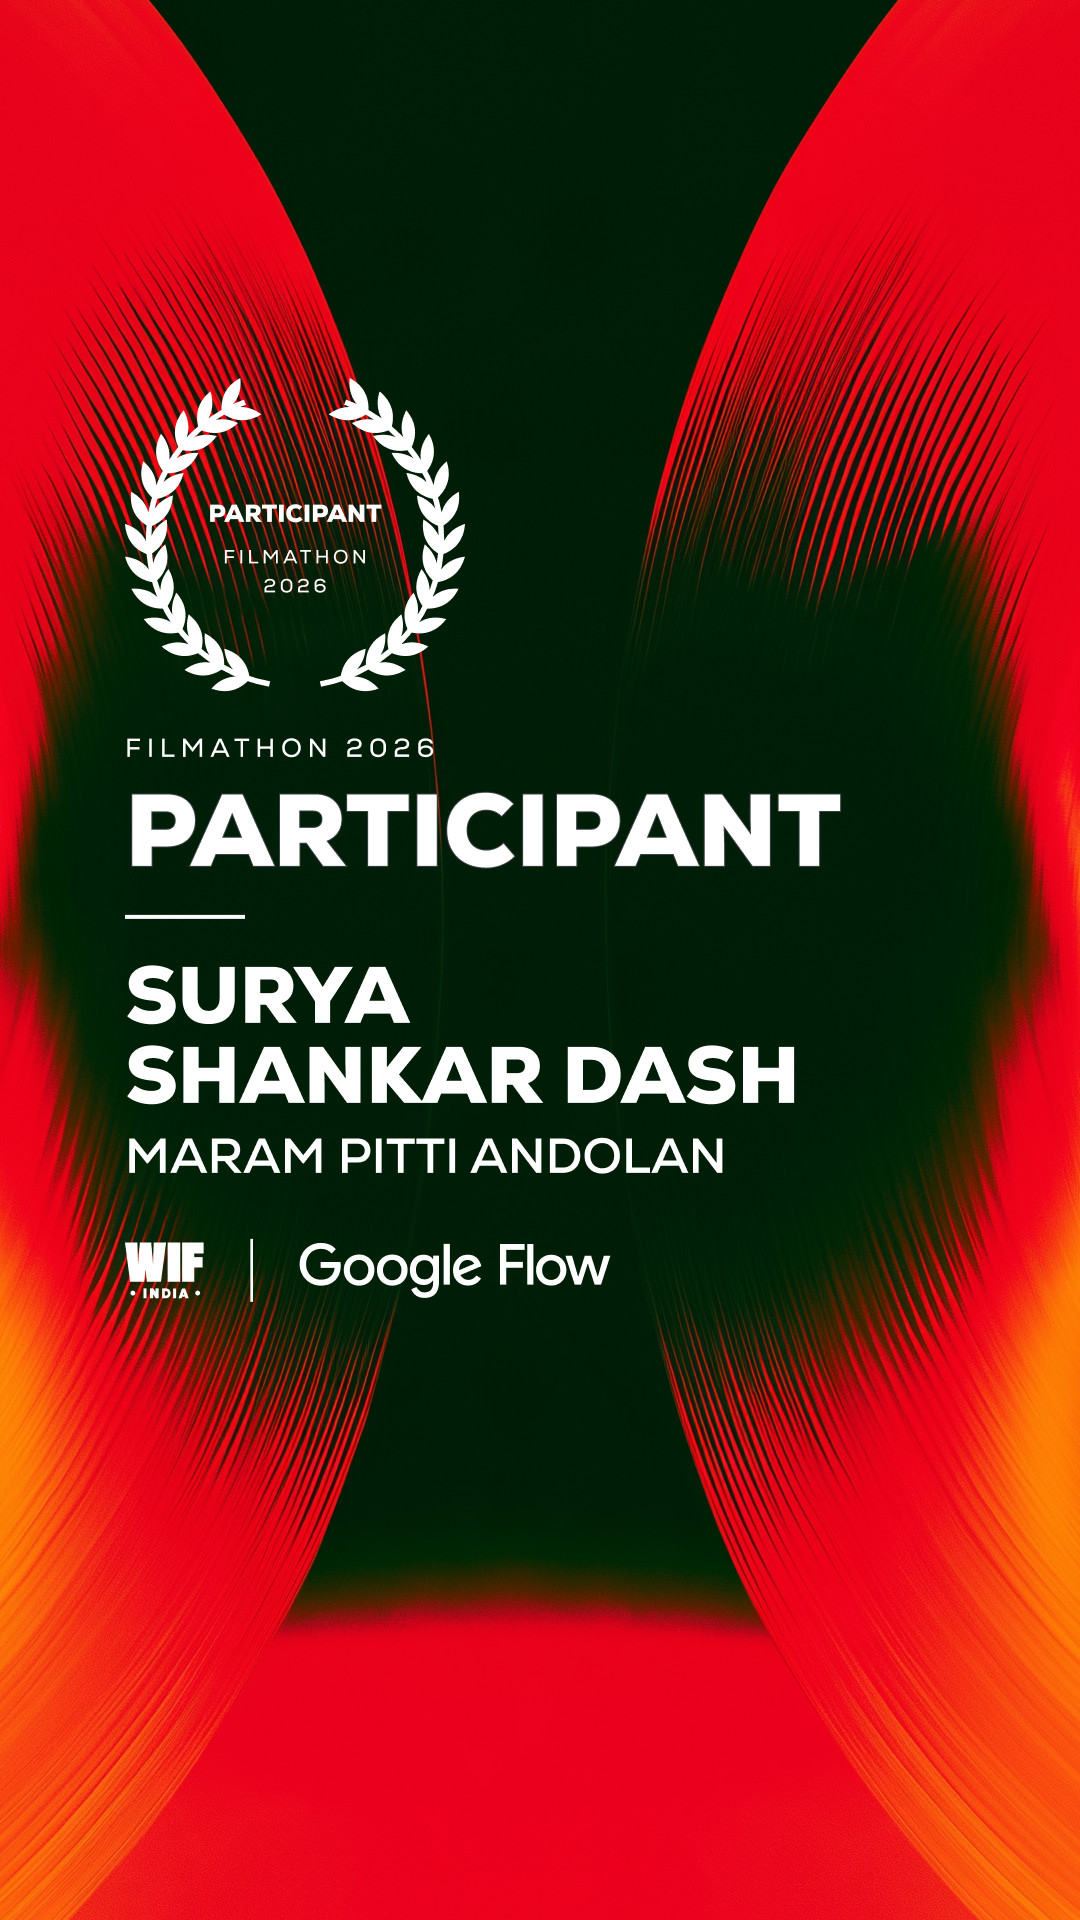 PARTICIPANT
FILMATHON
2026
FILMATHON 2026
PARTICIPANT
SURYA
SHANKAR DASH
MARAM PITTI ANDOLAN
WIF
• INDIA •
Google Flow